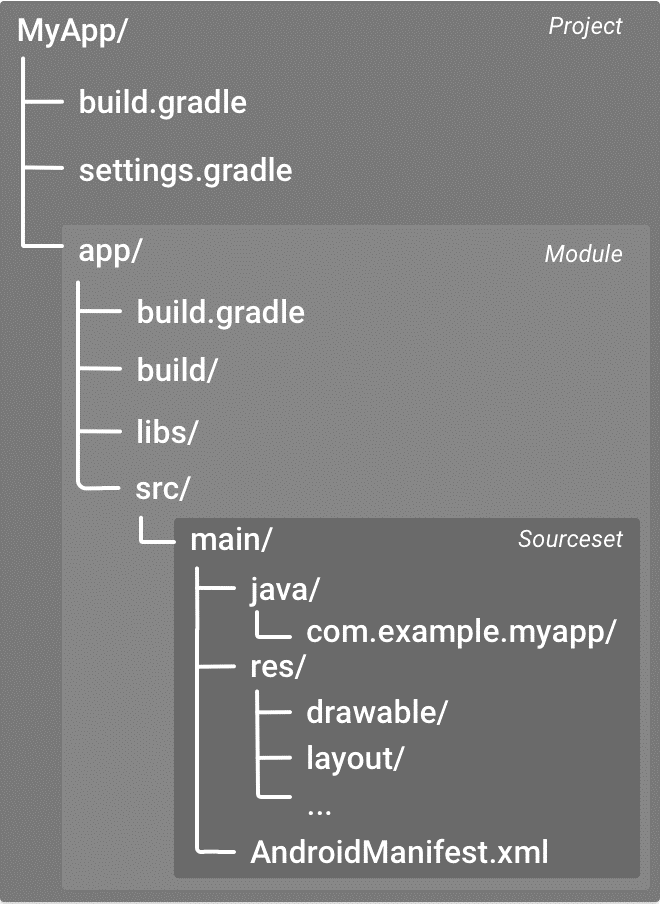 MyApp/ Project
build.gradle
settings.gradle
app/ Module
build.gradle
build/
libs/
src/
main/ Sourceset
java/
com.example.myapp/
res/
drawable/
layout/
...
AndroidManifest.xml